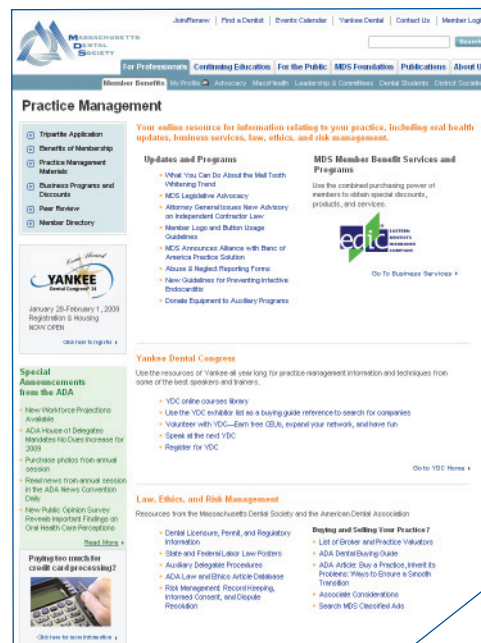 Join/Renew | Find a Dentist | Events Calendar | Yankee Dental | Contact Us | Member Login
MASSACHUSETTS
DENTAL
SOCIETY
Search
For Professionals Continuing Education For the Public MDS Foundation Publications About U
Member Benefits My Profile Advocacy MassHealth Leadership & Committees Dental Students District Societie
Practice Management
Tripartite Application
Benefits of Membership
Practice Management
Materials
Business Programs and
Discounts
Peer Review
Member Directory
YANKEE
Dental Congress 34
January 28-February 1, 2009
Registration & Housing
NOW OPEN
Click here to register
Special
Announcements
from the ADA
New Workforce Projections
Available
ADA House of Delegates
Mandates No Dues Increase for
2009
Purchase photos from annual
session
Read news from annual session
in the ADA News Convention
Daily
New Public Opinion Survey
Reveals Important Findings on
Oral Health Care Perceptions
Read More
Paying too much for
credit card processing?
Click here for more information
Your online resource for information relating to your practice, including oral health
updates, business services, law, ethics, and risk management.
Updates and Programs
What You Can Do About the Mall Tooth
Whitening Trend
MDS Legislative Advocacy
Attorney General Issues New Advisory
on Independent Contractor Law
Member Logo and Button Usage
Guidelines
MDS Announces Alliance with Banc of
America Practice Solution
Abuse & Neglect Reporting Forms
New Guidelines for Preventing Infective
Endocarditis
Donate Equipment to Auxiliary Programs
MDS Member Benefit Services and
Programs
Use the combined purchasing power of
members to obtain special discounts,
products, and services.
edic
EASTERN
DENTISTS
INSURANCE
COMPANY
Go To Business Services
Yankee Dental Congress
Use the resources of Yankee all year long for practice management information and techniques from
some of the best speakers and trainers.
YDC online courses library
Use the YDC exhibitor list as a buying guide reference to search for companies
Volunteer with YDC—Earn free CEUs, expand your network, and have fun
Speak at the next YDC
Register for YDC
Go to YDC Home
Law, Ethics, and Risk Management
Resources from the Massachusetts Dental Society and the American Dental Association
Dental Licensure, Permit, and Regulatory
Information
State and Federal Labor Law Posters
Auxiliary Delegable Procedures
ADA Law and Ethics Article Database
Risk Management: Record Keeping,
Informed Consent, and Dispute
Resolution
Buying and Selling Your Practice?
List of Broker and Practice Valuators
ADA Dental Buying Guide
ADA Article: Buy a Practice, Inherit its
Problems: Ways to Ensure a Smooth
Transition
Associate Considerations
Search MDS Classified Ads